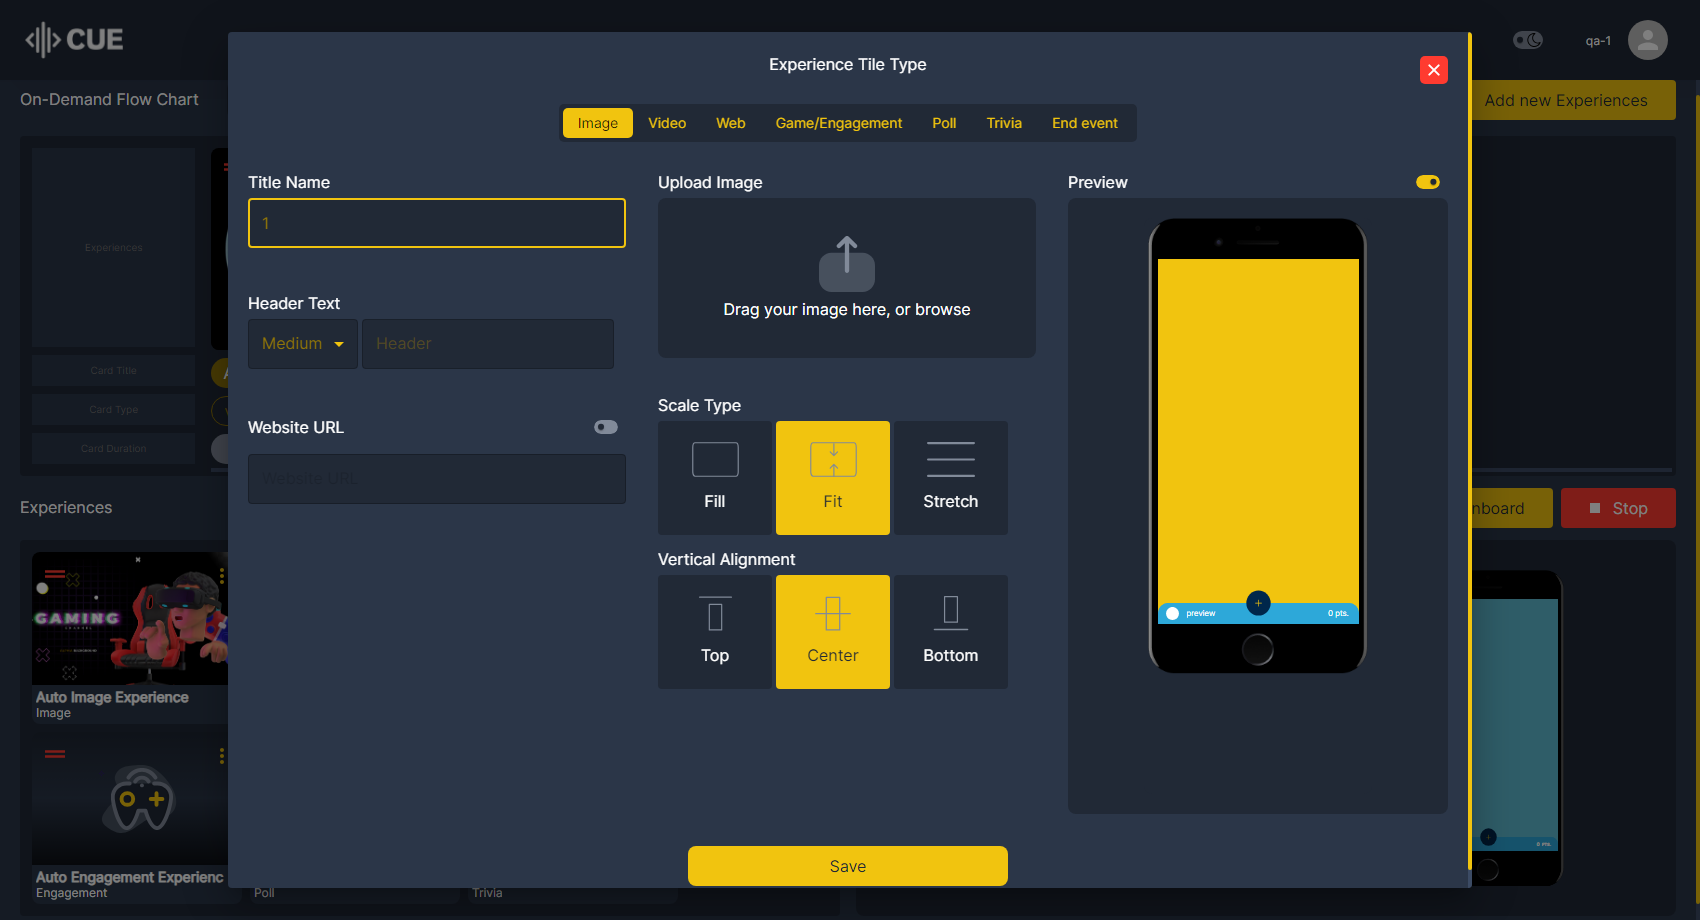 CUE
qa-1
On-Demand Flow Chart
Add new Experiences
Experience Tile Type
Image
Video
Web
Game/Engagement
Poll
Trivia
End event
Title Name
1
Header Text
Medium
Header
Website URL
Website URL
Upload Image
Drag your image here, or browse
Scale Type
Fill
Fit
Stretch
Vertical Alignment
Top
Center
Bottom
Preview
preview
0 pts.
Save
Experiences
Card Title
Card Type
Card Duration
Experiences
Stop
GAMING
Auto Image Experience
Image
Auto Engagement Experienc
Engagement
Poll
Trivia
0 pts.